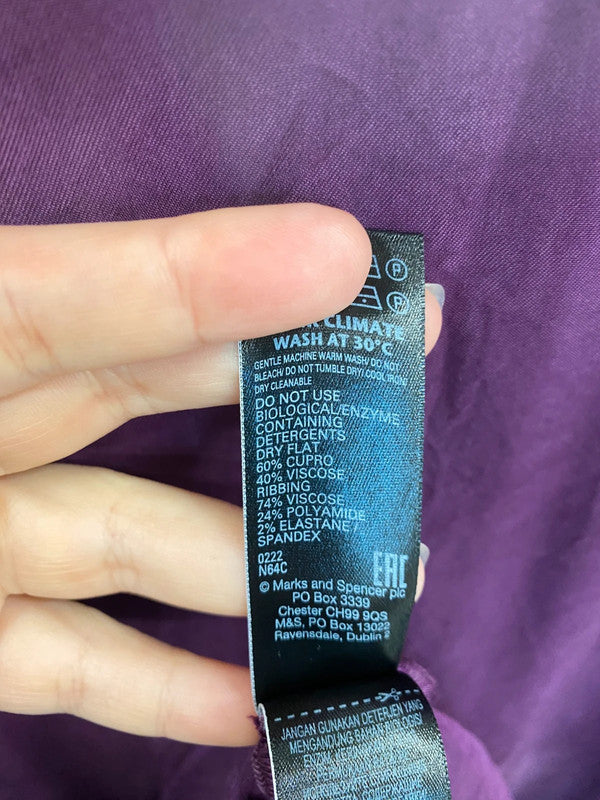 P
P
CLIMATE
WASH AT 30°C
GENTLE MACHINE WARM WASH/ DO NOT
BLEACH/ DO NOT TUMBLE DRY/ COOL IRON/
DRY CLEANABLE
DO NOT USE
BIOLOGICAL/ENZYME
CONTAINING
DETERGENTS
DRY FLAT
60% CUPRO
40% VISCOSE
RIBBING
74% VISCOSE
24% POLYAMIDE
2% ELASTANE
SPANDEX
0222
N64C
EAC
© Marks and Spencer plc
PO Box 3339
Chester CH99 9QS
M&S, PO Box 13022
Ravensdale, Dublin 2
JANGAN GUNAKAN DETERJEN YANG
MENGANDUNG